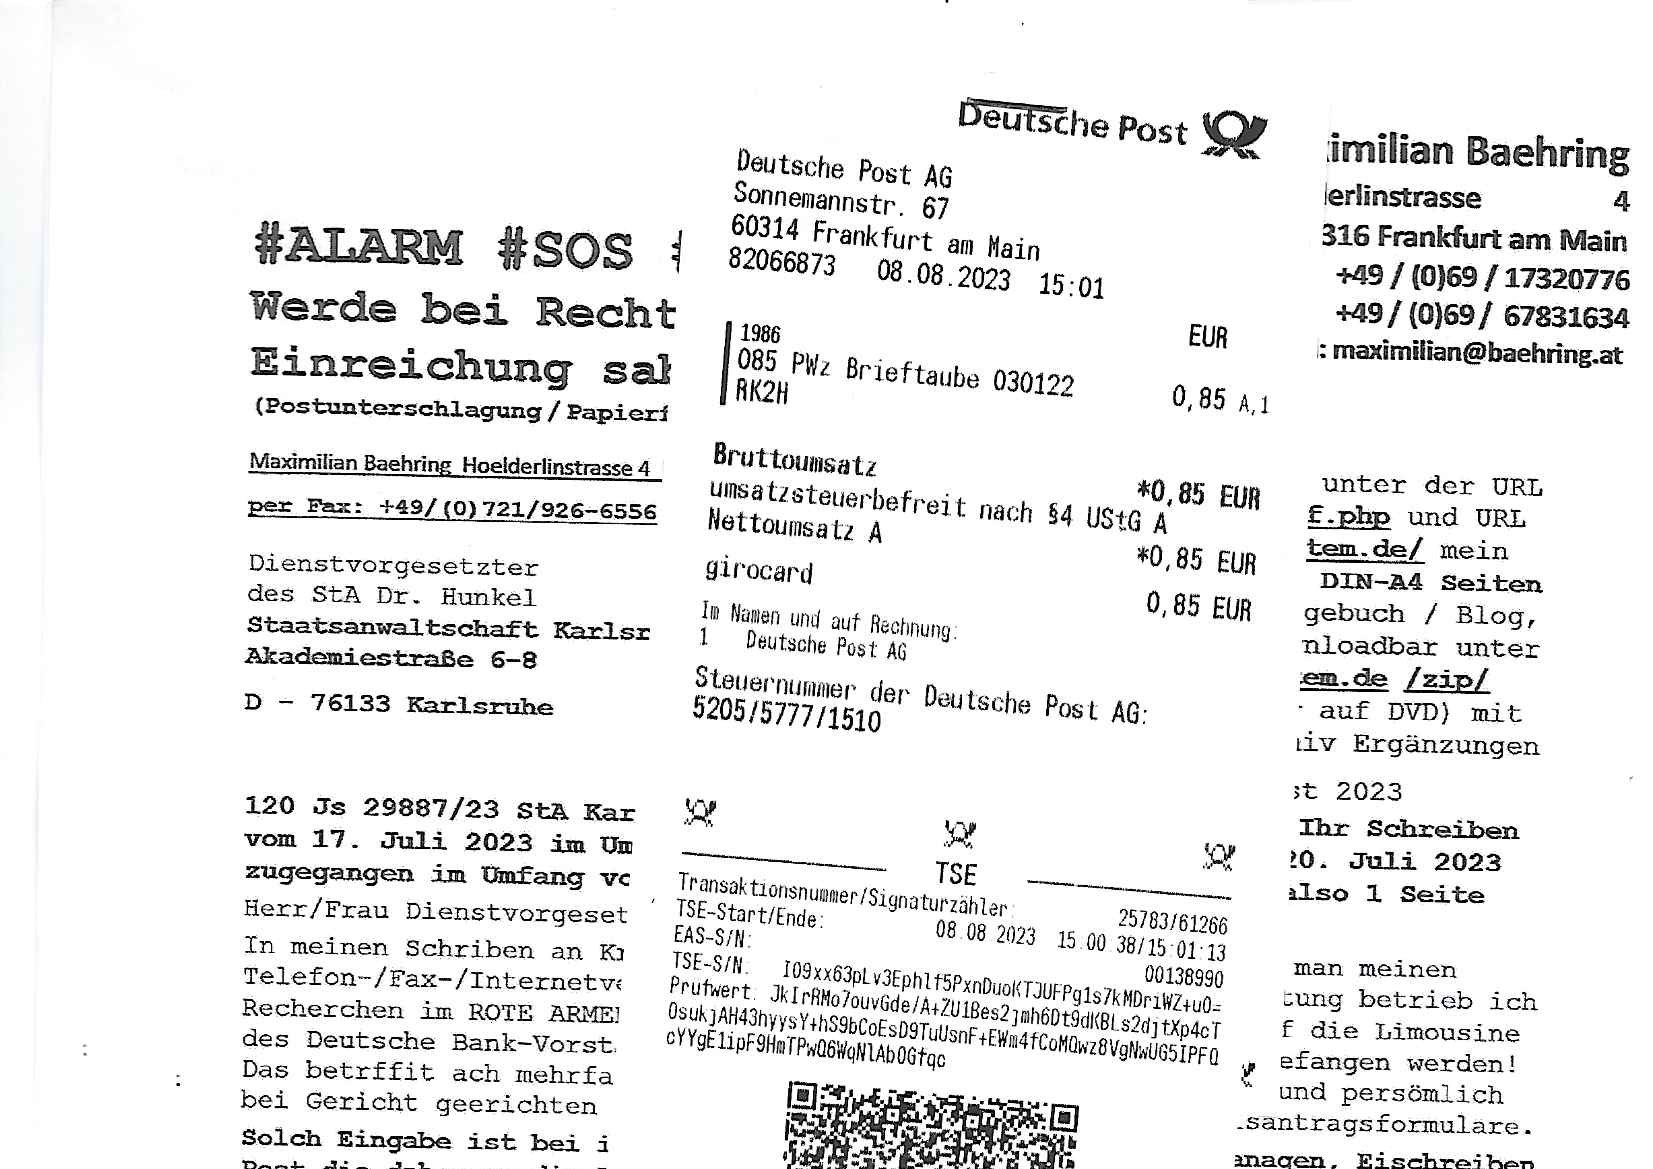 Deutsche Post
Deutsche Post AG
Sonnemannstr. 67
60314 Frankfurt am Main
82066873 08.08.2023 15:01
EUR
1986
085 PWz Brieftaube 030122
RK2H
0,85 A,1
Bruttoumsatz
*0,85 EUR
umsatzsteuerbefreit nach §4 UStG A
Nettoumsatz A
*0,85 EUR
girocard
0,85 EUR
Im Namen und auf Rechnung:
1 Deutsche Post AG
Steuernummer der Deutsche Post AG:
5205/5777/1510
TSE
Transaktionsnummer/Signaturzähler: 25783/61266
TSE-Start/Ende: 08.08.2023 15.00.38/15:01:13
EAS-S/N: 00138990
TSE-S/N:
Prüfwert:
#ALARM #SOS
Werde bei Recht
Einreichung
(Postunterschlagung /
Maximilian Baehring Hoelderlinstrasse 4
per Fax: +49/(0)721/926-6556
Dienstvorgesetzter
des StA Dr. Hunkel
Staatsanwaltschaft Karlsr
Akademiestraße 6-8
D - 76133 Karlsruhe
120 Js 29887/23 StA Kar
vom 17. Juli 2023 im Um
zugegangen im Umfang vo
Herr/Frau Dienstvorgeset
In meinen Schriben an
Telefon-/Fax-/Internetve
Recherchen im ROTE ARME
des Deutsche Bank-Vorst
Das betrffit ach mehrfa
bei Gericht geerichten
Solch Eingabe ist bei i
imilian Baehring
erlinstrasse 4
316 Frankfurt am Main
+49 / (0)69 / 17320776
+49 / (0)69 / 67831634
: maximilian@baehring.at
unter der URL
f.php und URL
tem.de/ mein
DIN-A4 Seiten
gebuch / Blog,
nloadbar unter
em.de /zip/
auf DVD) mit
iv Ergänzungen
st 2023
Ihr Schreiben
20. Juli 2023
also 1 Seite
man meinen
tung betrieb ich
f die Limousine
efangen werden!
und persömlich
santragsformulare.
anagen, Eischreiben